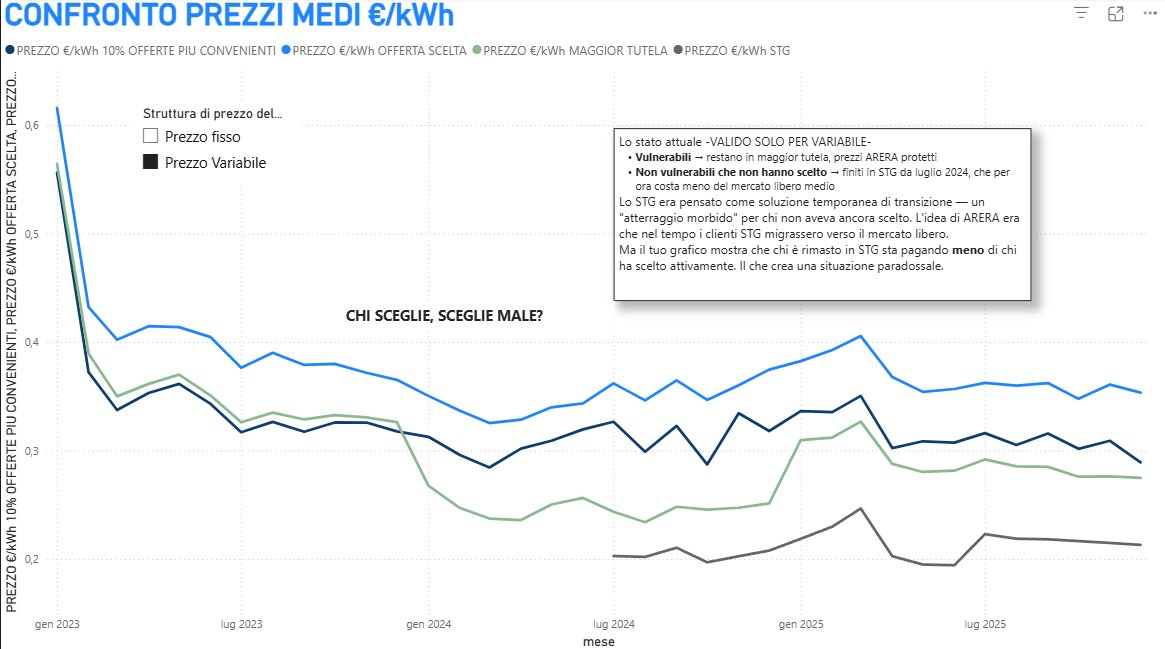 CONFRONTO PREZZI MEDI €/kWh
PREZZO €/kWh 10% OFFERTE PIU CONVENIENTI PREZZO €/kWh OFFERTA SCELTA PREZZO €/kWh MAGGIOR TUTELA PREZZO €/kWh STG
PREZZO €/kWh 10% OFFERTE PIU CONVENIENTI, PREZZO €/kWh OFFERTA SCELTA, PREZZO...
Struttura di prezzo del...
Prezzo fisso
Prezzo Variabile
Lo stato attuale -VALIDO SOLO PER VARIABILE-
• Vulnerabili → restano in maggior tutela, prezzi ARERA protetti
• Non vulnerabili che non hanno scelto → finiti in STG da luglio 2024, che per
ora costa meno del mercato libero medio
Lo STG era pensato come soluzione temporanea di transizione — un
"atterraggio morbido" per chi non aveva ancora scelto. L'idea di ARERA era
che nel tempo i clienti STG migrassero verso il mercato libero.
Ma il tuo grafico mostra che chi è rimasto in STG sta pagando meno di chi
ha scelto attivamente. Il che crea una situazione paradossale.
CHI SCEGLIE, SCEGLIE MALE?
0,6
0,5
0,4
0,3
0,2
gen 2023
lug 2023
gen 2024
lug 2024
gen 2025
lug 2025
mese